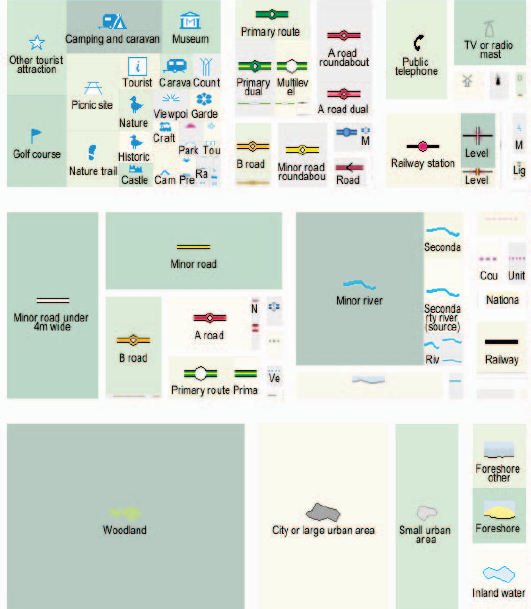 Camping and caravan
Museum
Other tourist
attraction
Tourist
Carava
Count
Picnic site
Nature
Viewpoi
Garde
Craft
Golf course
Nature trail
Historic
Park
Tou
Castle
Cam
Pre
Ra
Primary route
A road
roundabout
Primary
dual
Multilev
el
A road dual
B road
Minor road
roundabou
M
Road
Public
telephone
TV or radio
mast
Railway station
Level
Level
M
Lig
Minor road under
4m wide
Minor road
B road
A road
N
Primary route
Prima
Ve
Minor river
Seconda
Seconda
rty river
(source)
Riv
Cou
Unit
Nationa
Railway
Woodland
City or large urban area
Small urban
area
Foreshore
other
Foreshore
Inland water